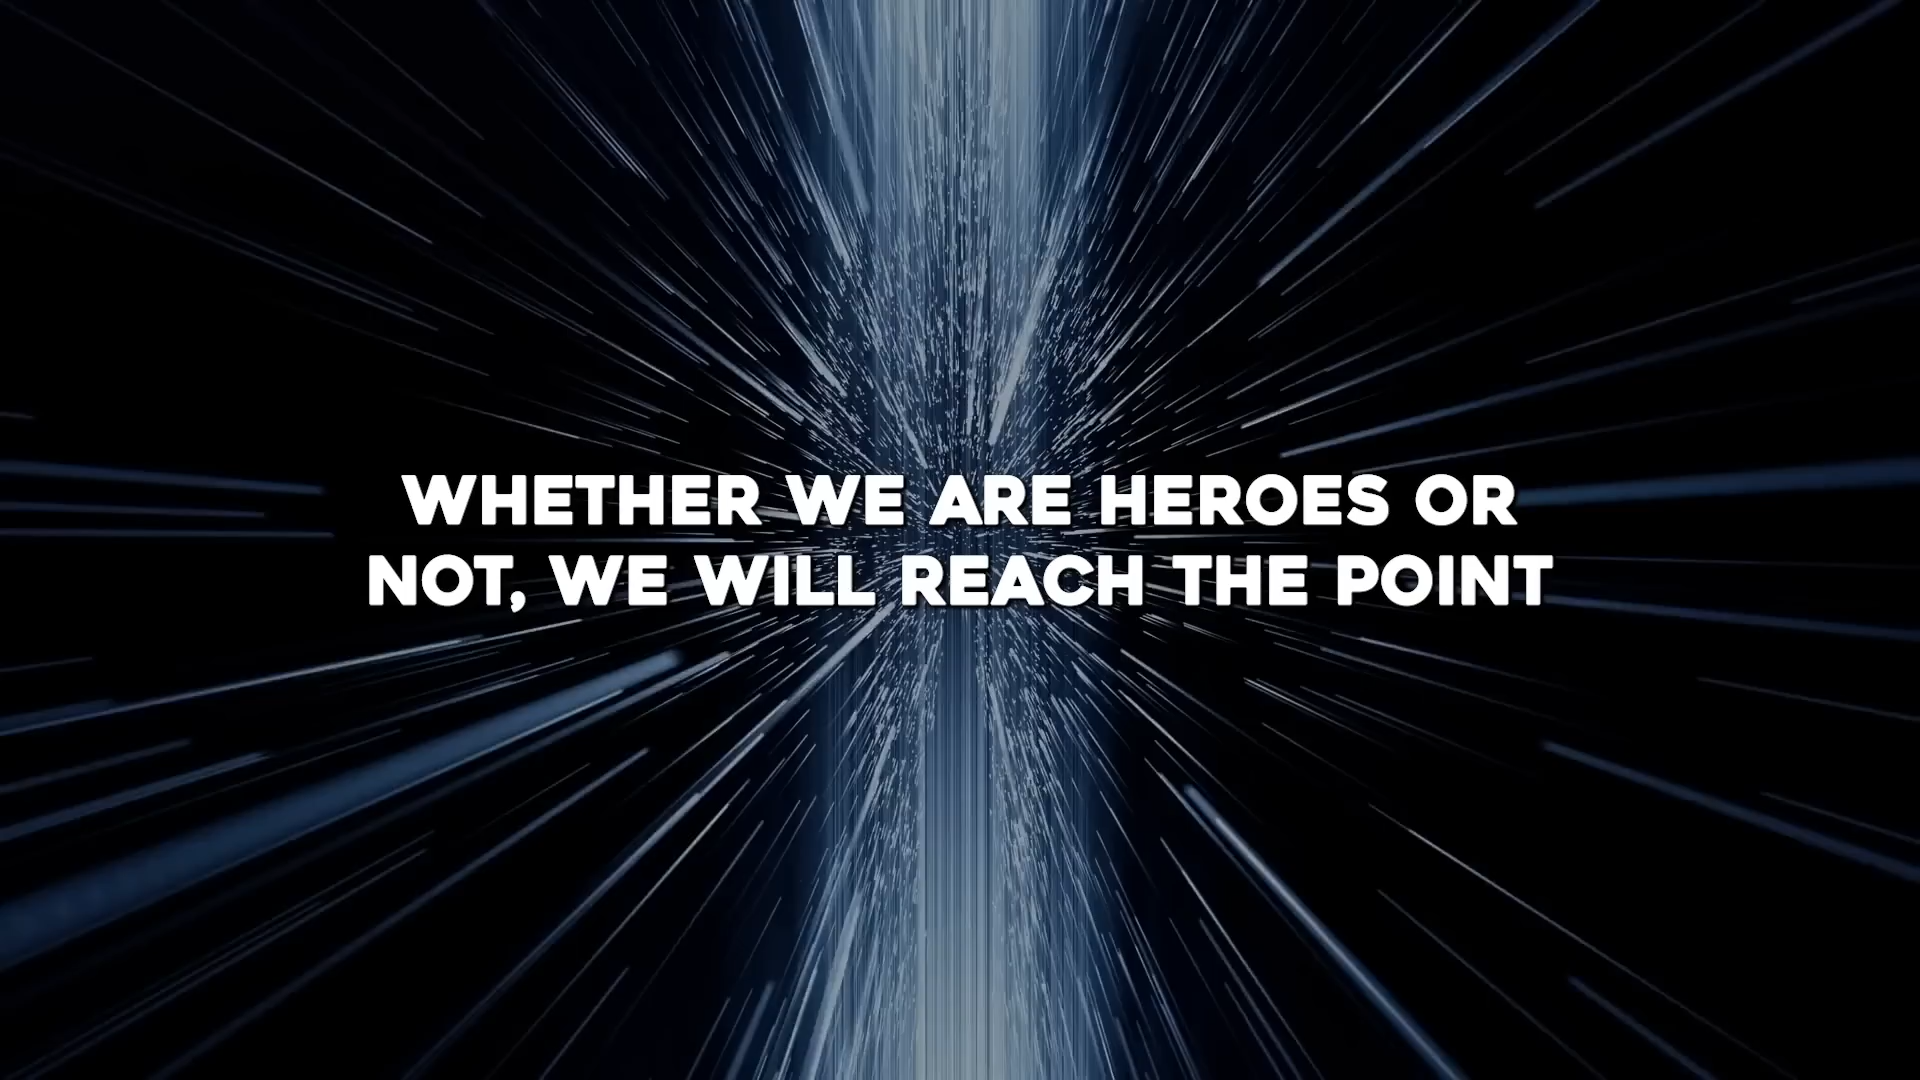 WHETHER WE ARE HEROES OR
NOT, WE WILL REACH THE POINT